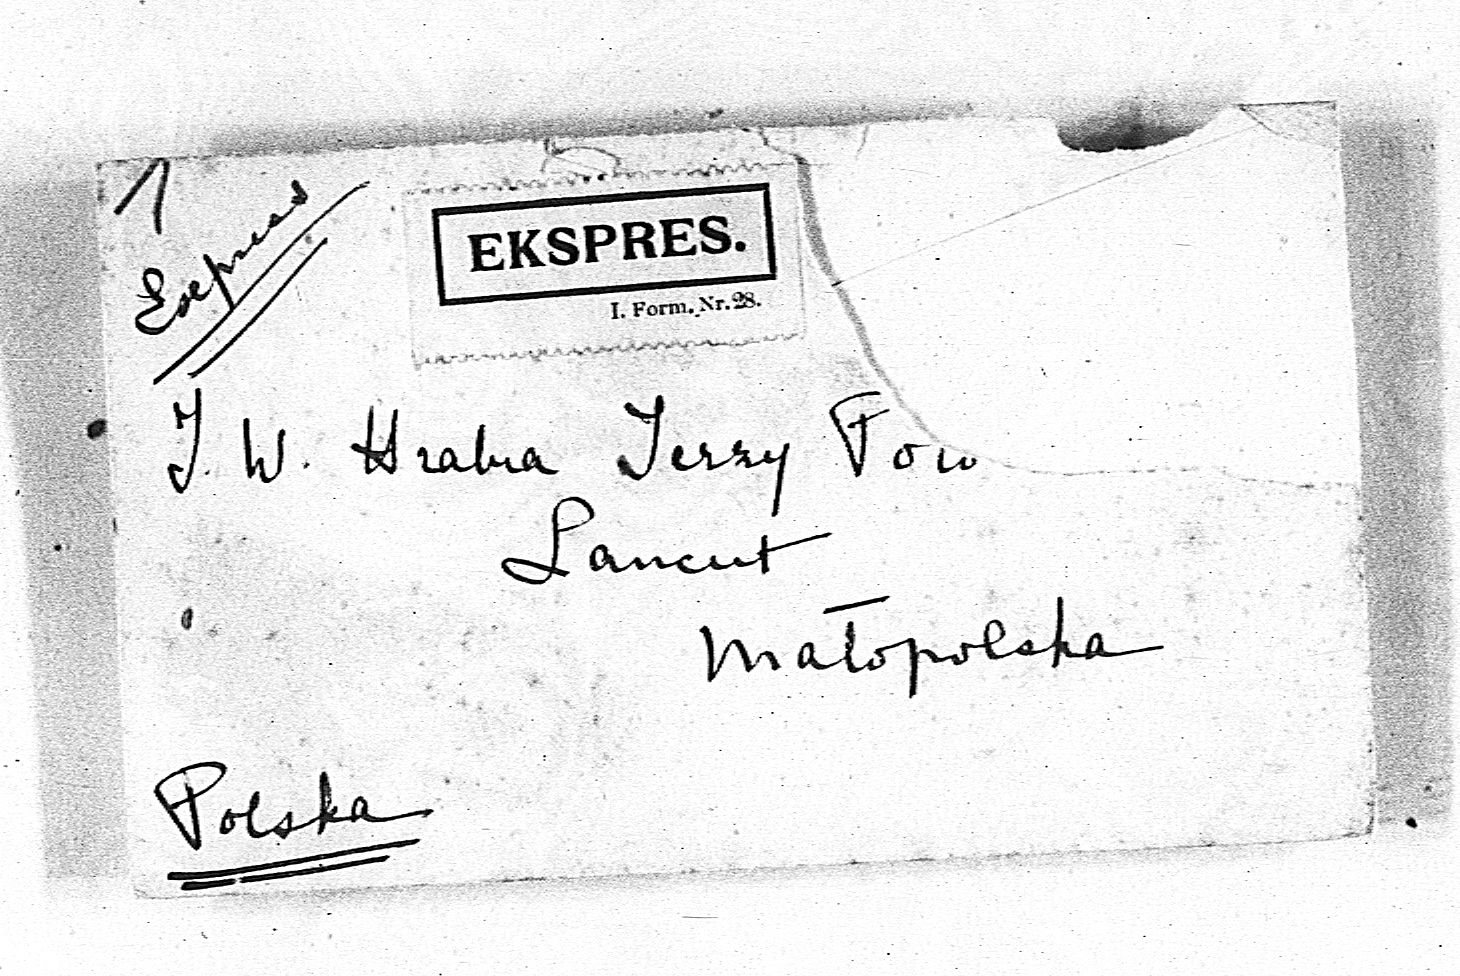 1
Express
EKSPRES.
I. Form. Nr. 28.
J. W. Hrabia Jerzy Po
Lancut
Małopolska
Polska